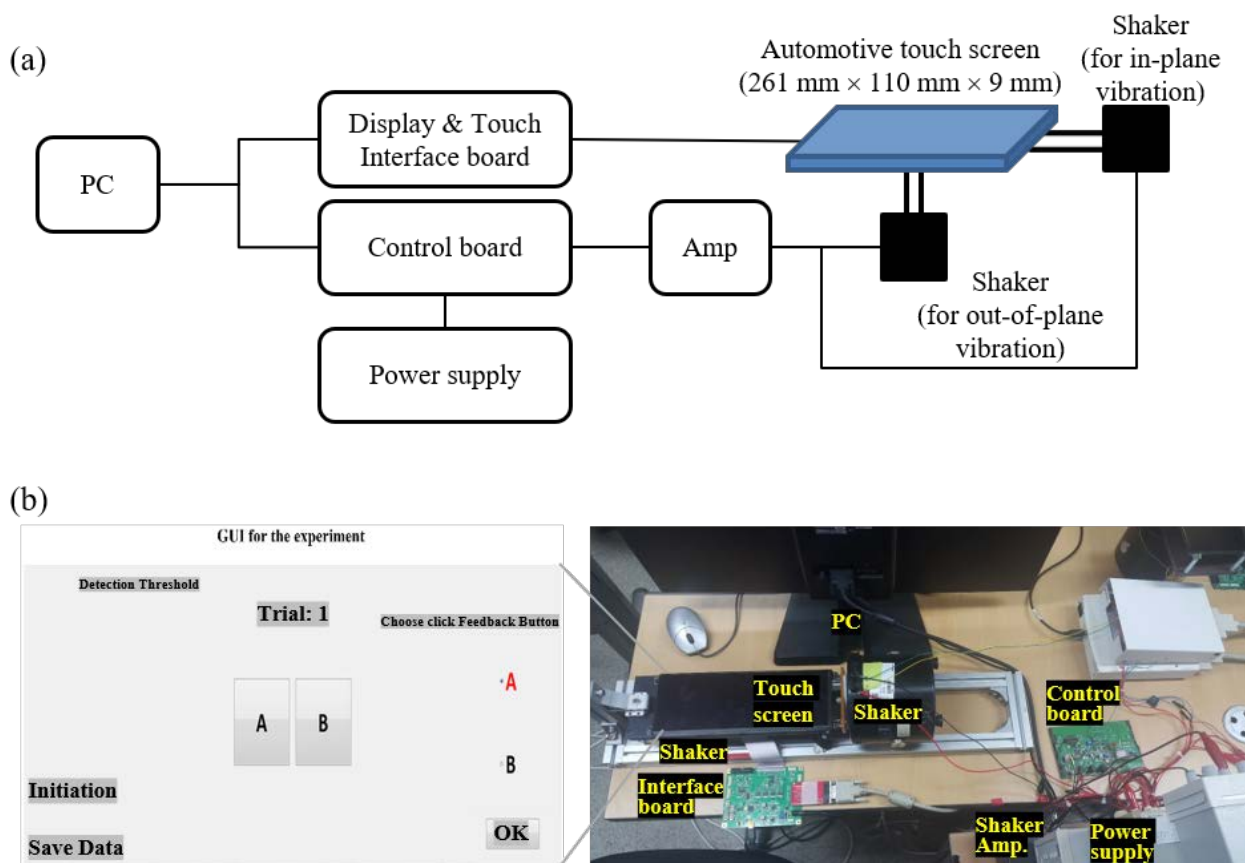 (a)
Shaker
(for in-plane
vibration)
Automotive touch screen
(261 mm × 110 mm × 9 mm)
Display & Touch
Interface board
PC
Control board
Amp
Shaker
(for out-of-plane
vibration)
Power supply
(b)
GUI for the experiment
Detection Threshold
Trial: 1
Choose click Feedback Button
A
B
A
B
Initiation
Save Data
OK
PC
Touch
screen
Shaker
Control
board
Shaker
Interface
board
Shaker
Amp.
Power
supply